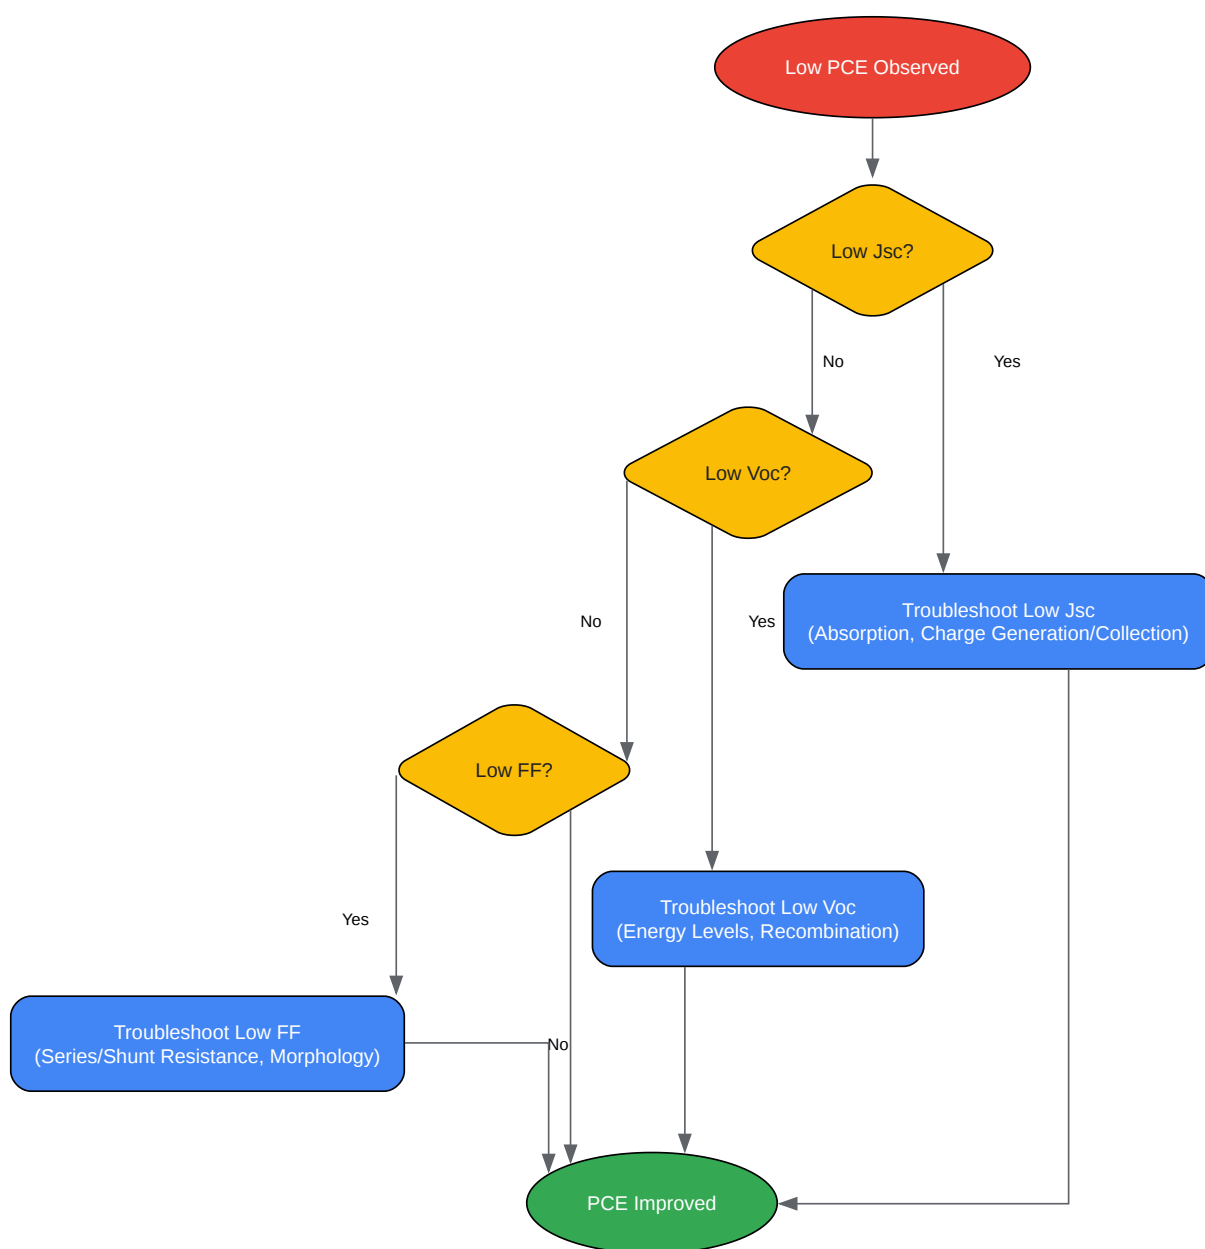 Low PCE Observed
Low Jsc?
No
Yes
Low Voc?
No
Yes
Troubleshoot Low Jsc
(Absorption, Charge Generation/Collection)
Low FF?
Yes
Troubleshoot Low Voc
(Energy Levels, Recombination)
Troubleshoot Low FF
(Series/Shunt Resistance, Morphology)
No
PCE Improved